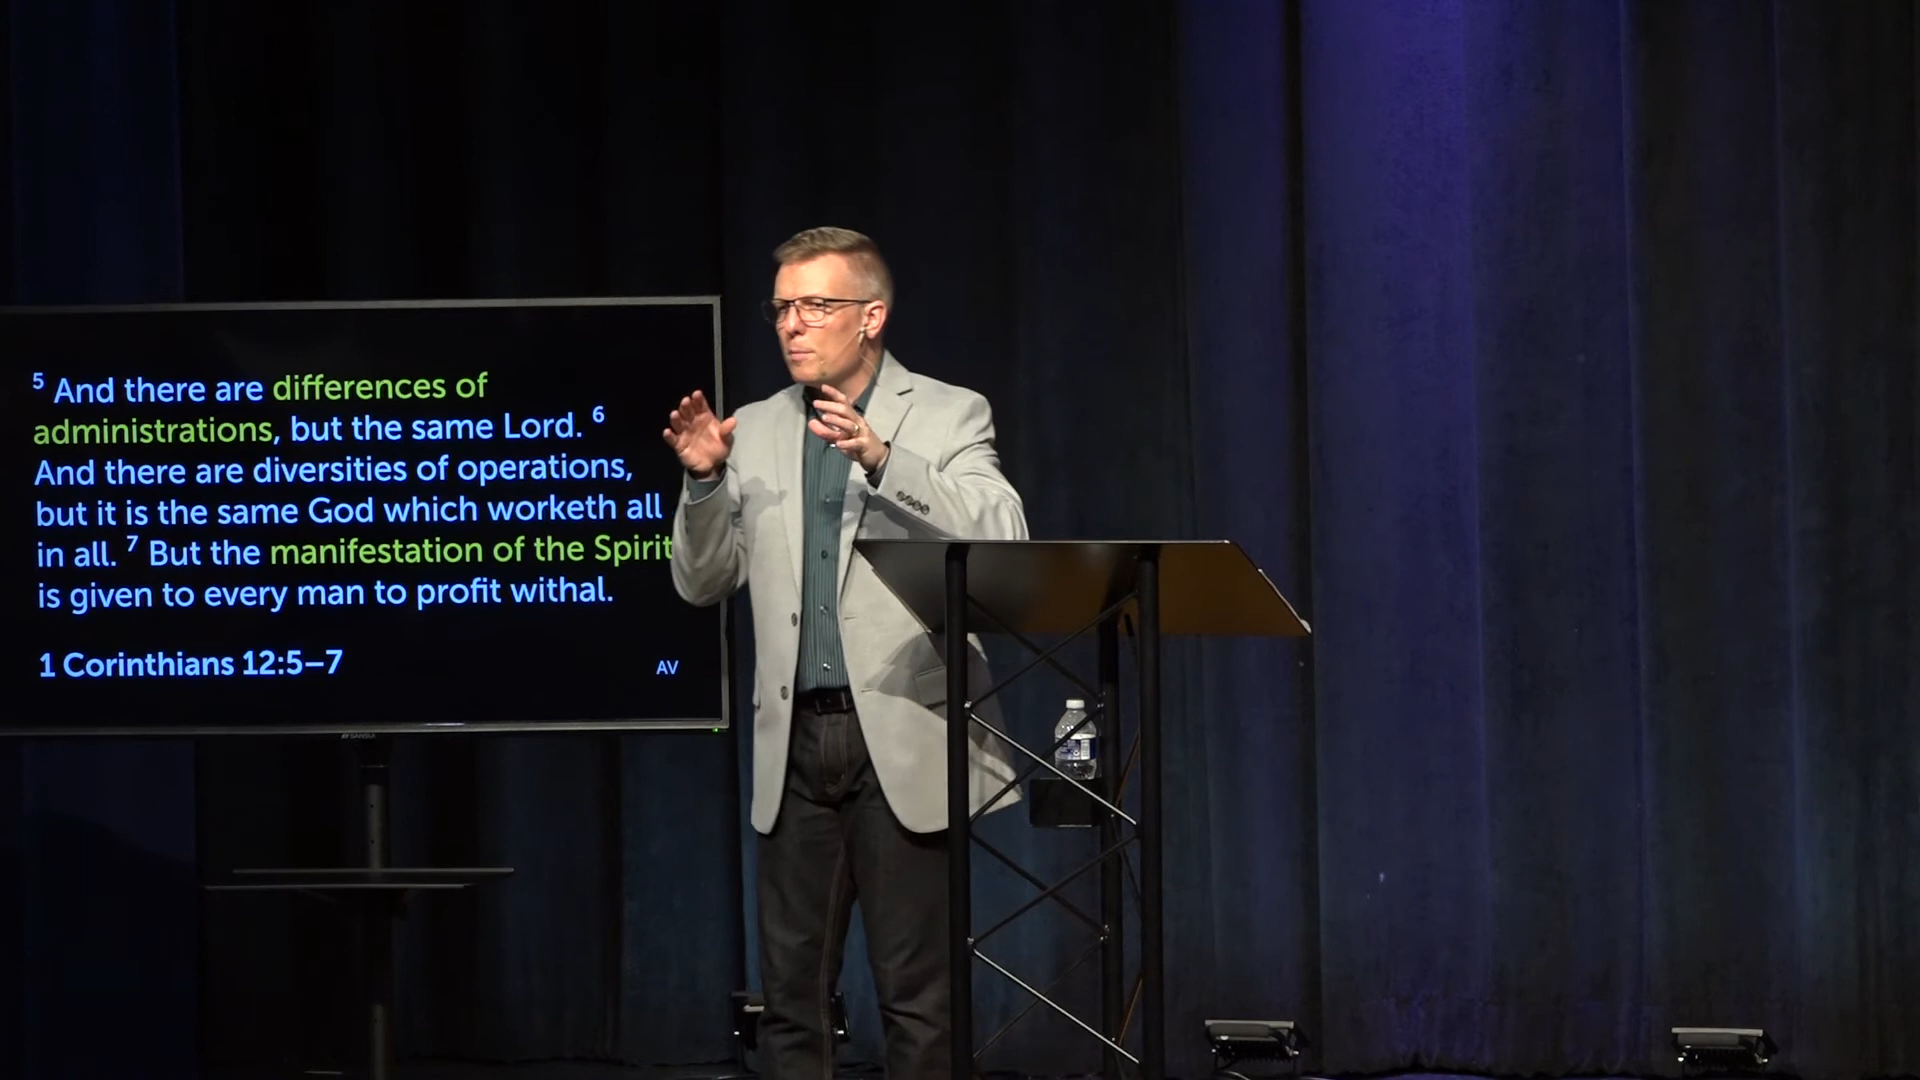 5 And there are differences of
administrations, but the same Lord. 6
And there are diversities of operations,
but it is the same God which worketh all
in all. 7 But the manifestation of the Spirit
is given to every man to profit withal.
1 Corinthians 12:5–7
AV
SANSUI